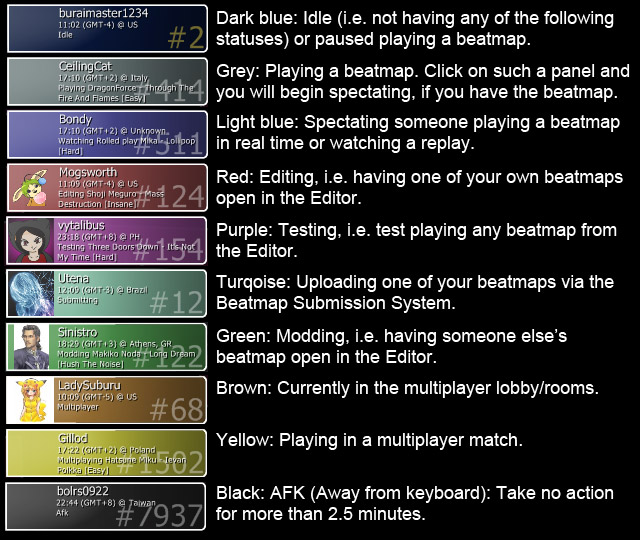 buraimaster1234
11:02 (GMT-4) @ US
Idle
#2
Dark blue: Idle (i.e. not having any of the following
statuses) or paused playing a beatmap.
CeilingCat
17:10 (GMT+2) @ Italy,
Playing DragonForce - Through The
Fire And Flames [Easy]
#414
Grey: Playing a beatmap. Click on such a panel and
you will begin spectating, if you have the beatmap.
Bondy
17:10 (GMT+2) @ Unknown
Watching Rolled play Mika - Lollipop
[Hard]
#311
Light blue: Spectating someone playing a beatmap
in real time or watching a replay.
Mogsworth
11:09 (GMT-4) @ US
Editing Shoji Meguro - Mass
Destruction [Insane]
#124
Red: Editing, i.e. having one of your own beatmaps
open in the Editor.
vytalibus
23:18 (GMT+8) @ PH
Testing Three Doors Down - It's Not
My Time [Hard]
#154
Purple: Testing, i.e. test playing any beatmap from
the Editor.
Utena
12:09 (GMT-3) @ Brazil
Submitting
#12
Turqoise: Uploading one of your beatmaps via the
Beatmap Submission System.
Sinistro
18:29 (GMT+3) @ Athens, GR
Modding Makiko Noda - Long Dream
[Hush The Noise]
#122
Green: Modding, i.e. having someone else's
beatmap open in the Editor.
LadySuburu
10:09 (GMT-5) @ US
Multiplayer
#68
Brown: Currently in the multiplayer lobby/rooms.
Gillod
17:22 (GMT+2) @ Poland
Multiplaying Hatsune Miku - Ievan
Polkka [Easy]
#1502
Yellow: Playing in a multiplayer match.
bolrs0922
22:44 (GMT+8) @ Taiwan
Afk
#7937
Black: AFK (Away from keyboard): Take no action
for more than 2.5 minutes.